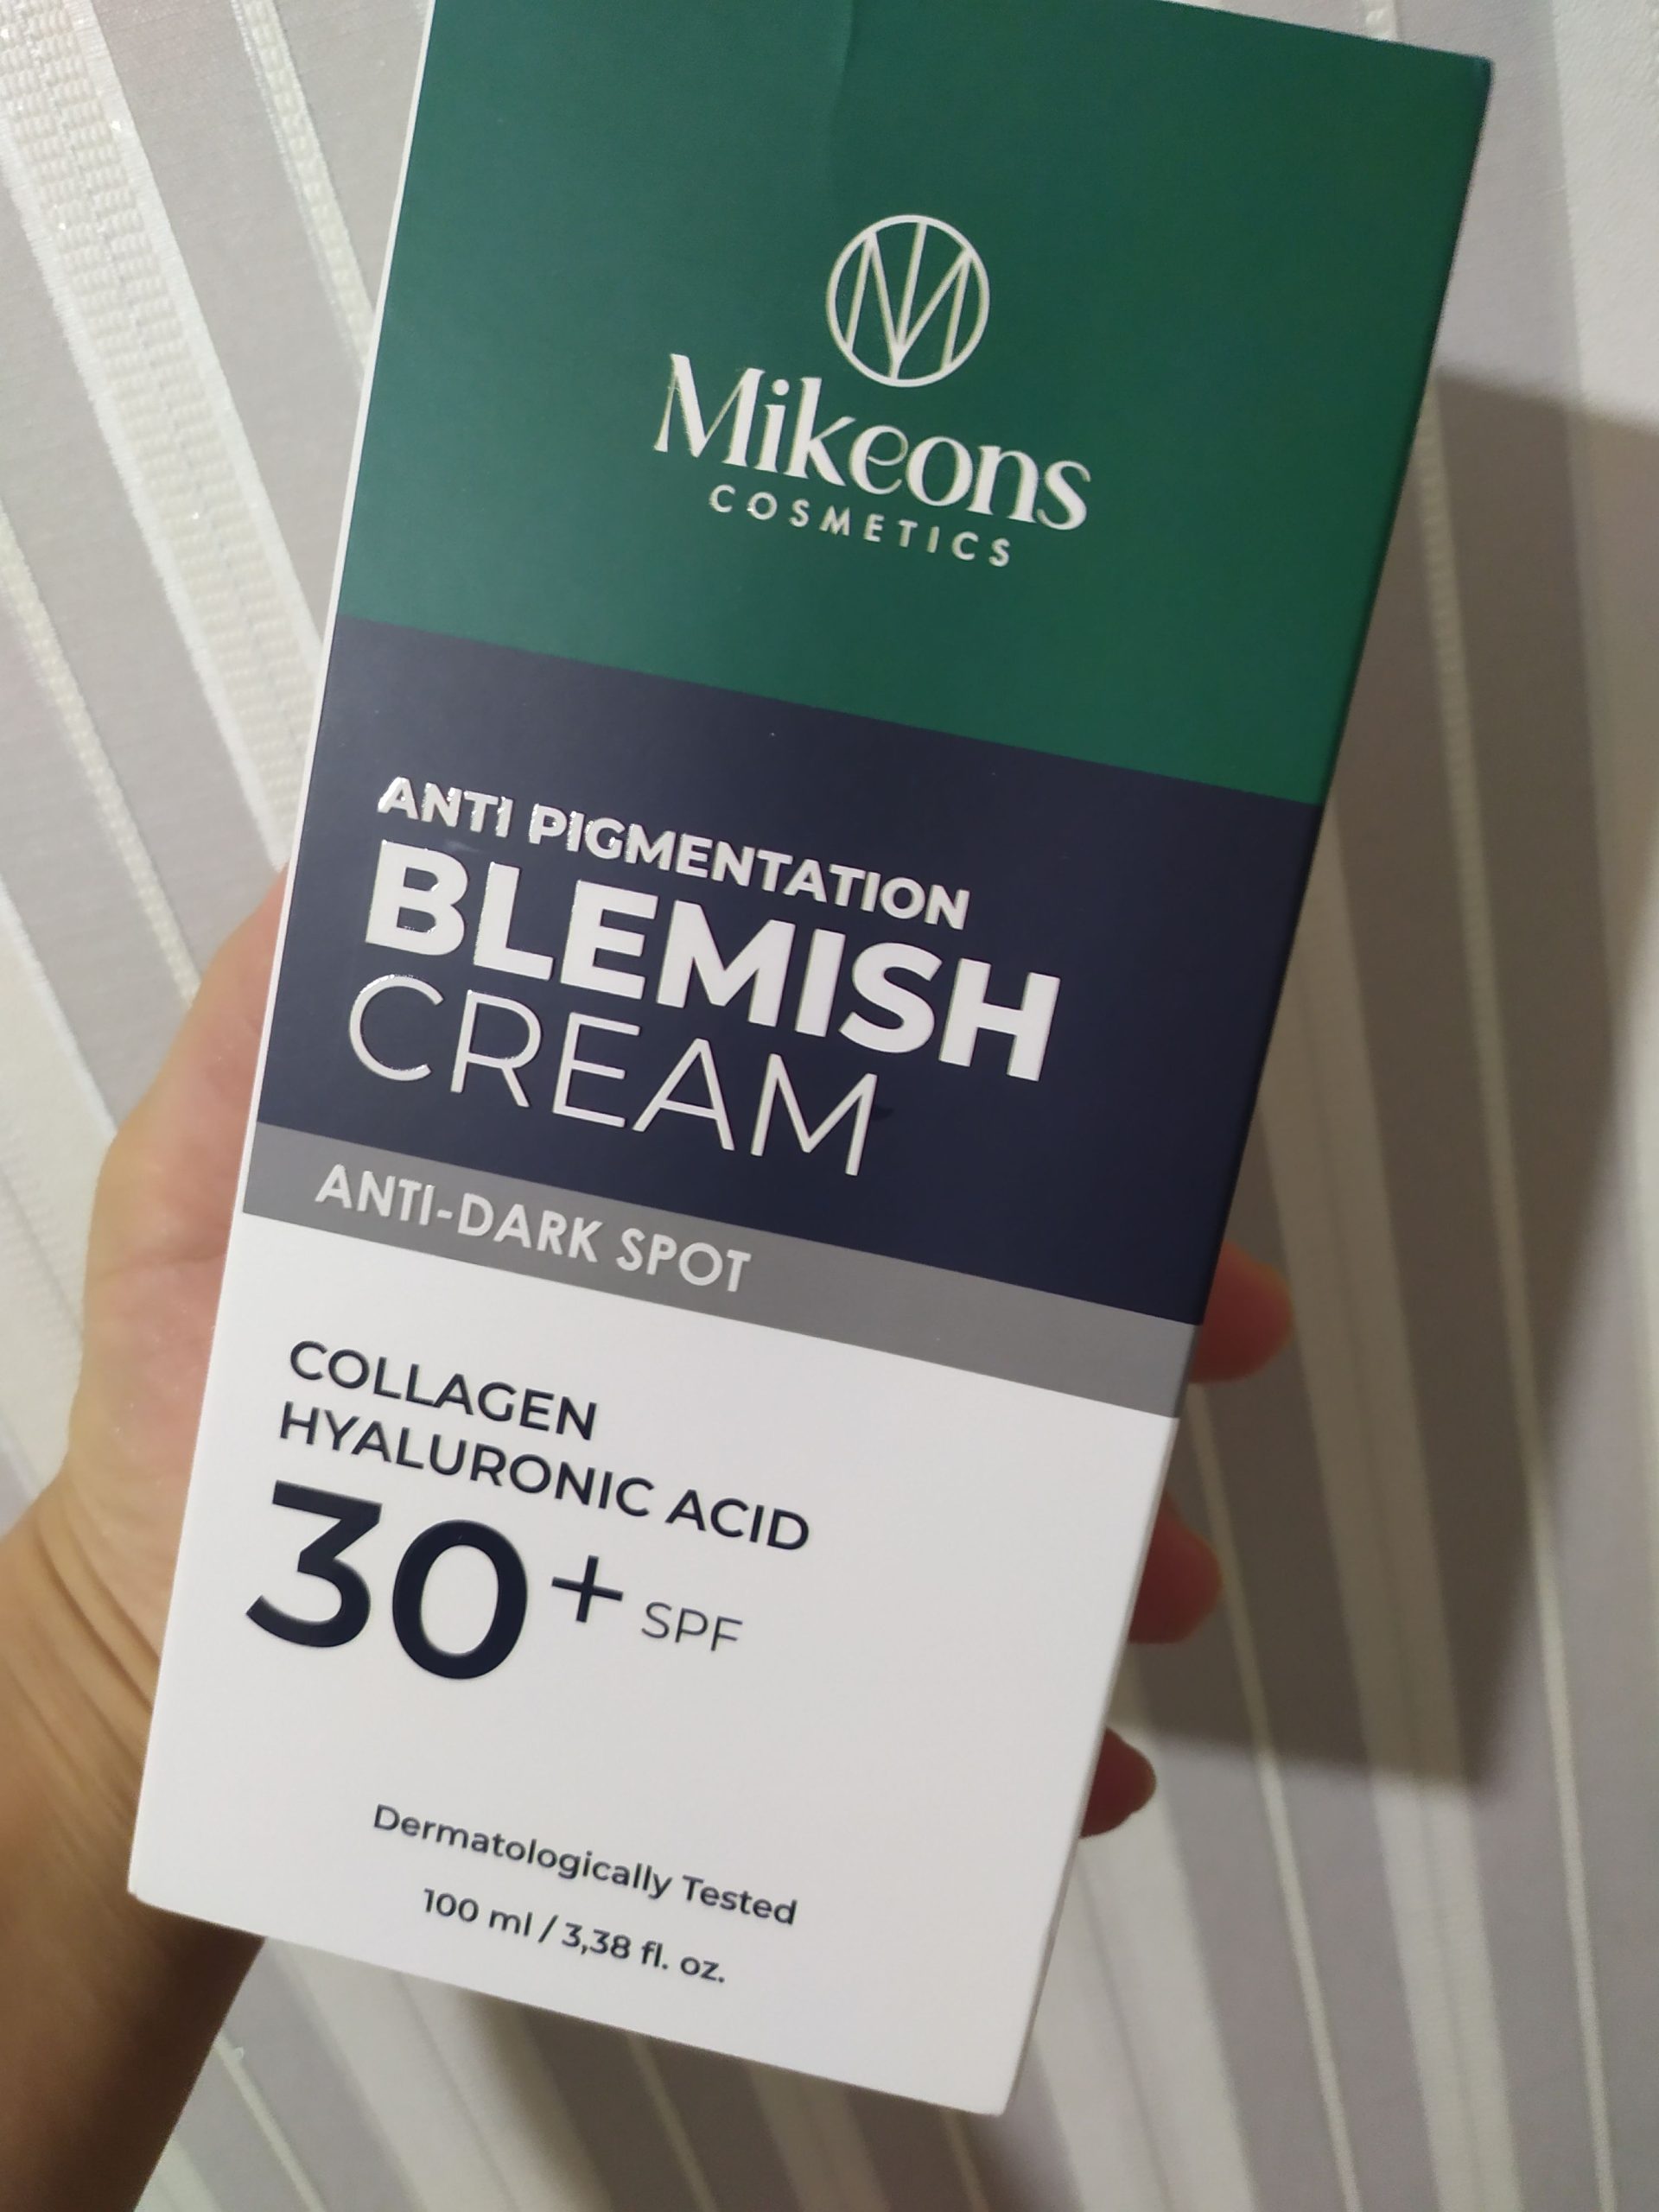 Mikeons
COSMETICS
ANTI PIGMENTATION
BLEMISH
CREAM
ANTI-DARK SPOT
COLLAGEN
HYALURONIC ACID
30+ SPF
Dermatologically Tested
100 ml / 3,38 fl. oz.